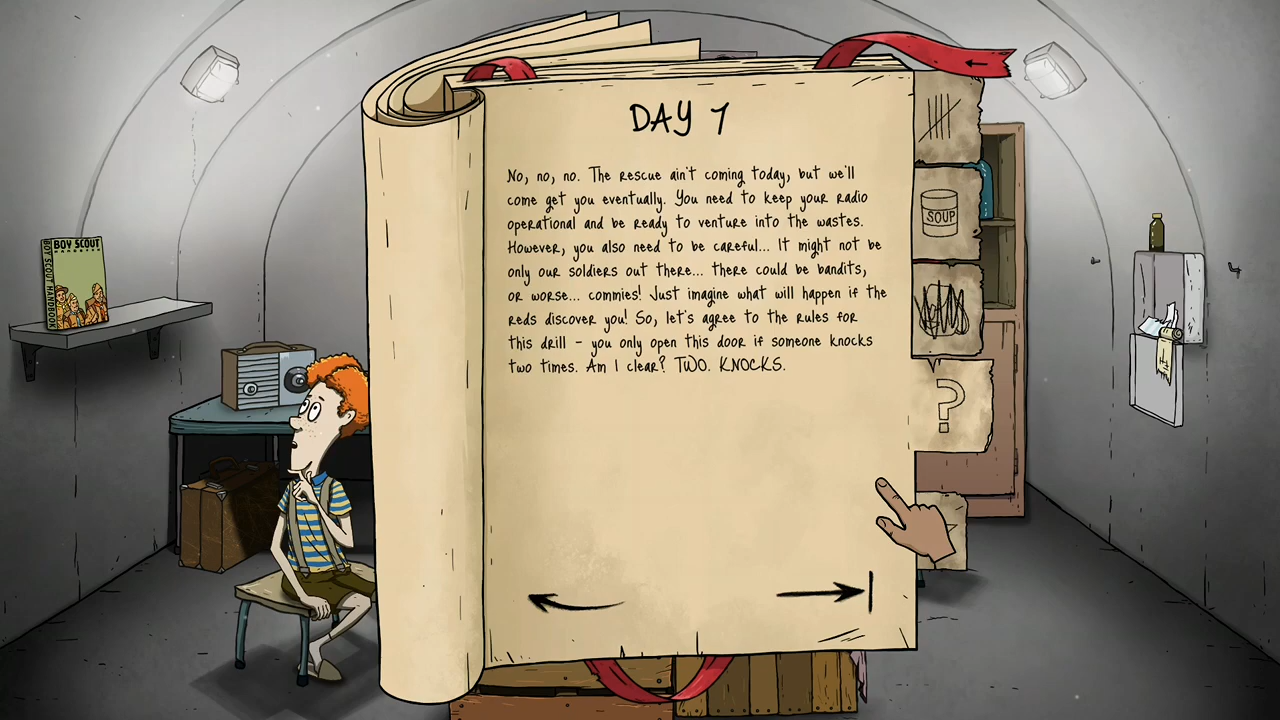 DAY 7
No, no, no. The rescue ain't coming today, but we'll
come get you eventually. You need to keep your radio
operational and be ready to venture into the wastes.
However, you also need to be careful... It might not be
only our soldiers out there... there could be bandits,
or worse... commies! Just imagine what will happen if the
reds discover you! So, let's agree to the rules for
this drill - you only open this door if someone knocks
two times. Am I clear? TWO. KNOCKS.
SOUP
?
BOY SCOUT
BOY SCOUT HANDBOOK